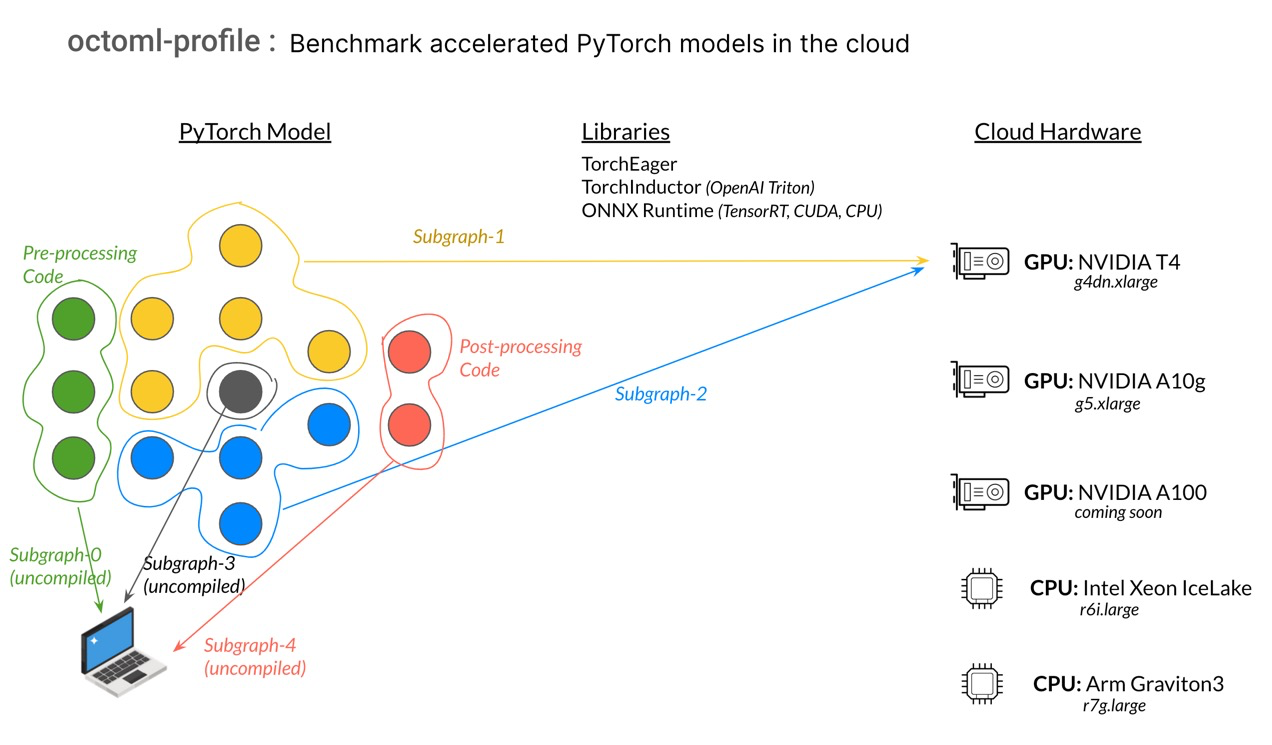 octoml-profile : Benchmark accelerated PyTorch models in the cloud
PyTorch Model
Libraries
Cloud Hardware
TorchEager
TorchInductor (OpenAI Triton)
ONNX Runtime (TensorRT, CUDA, CPU)
Subgraph-1
Pre-processing
Code
GPU: NVIDIA T4
g4dn.xlarge
Post-processing
Code
Subgraph-2
GPU: NVIDIA A10g
g5.xlarge
GPU: NVIDIA A100
coming soon
Subgraph-0
(uncompiled)
Subgraph-3
(uncompiled)
CPU: Intel Xeon IceLake
r6i.large
Subgraph-4
(uncompiled)
CPU: Arm Graviton3
r7g.large